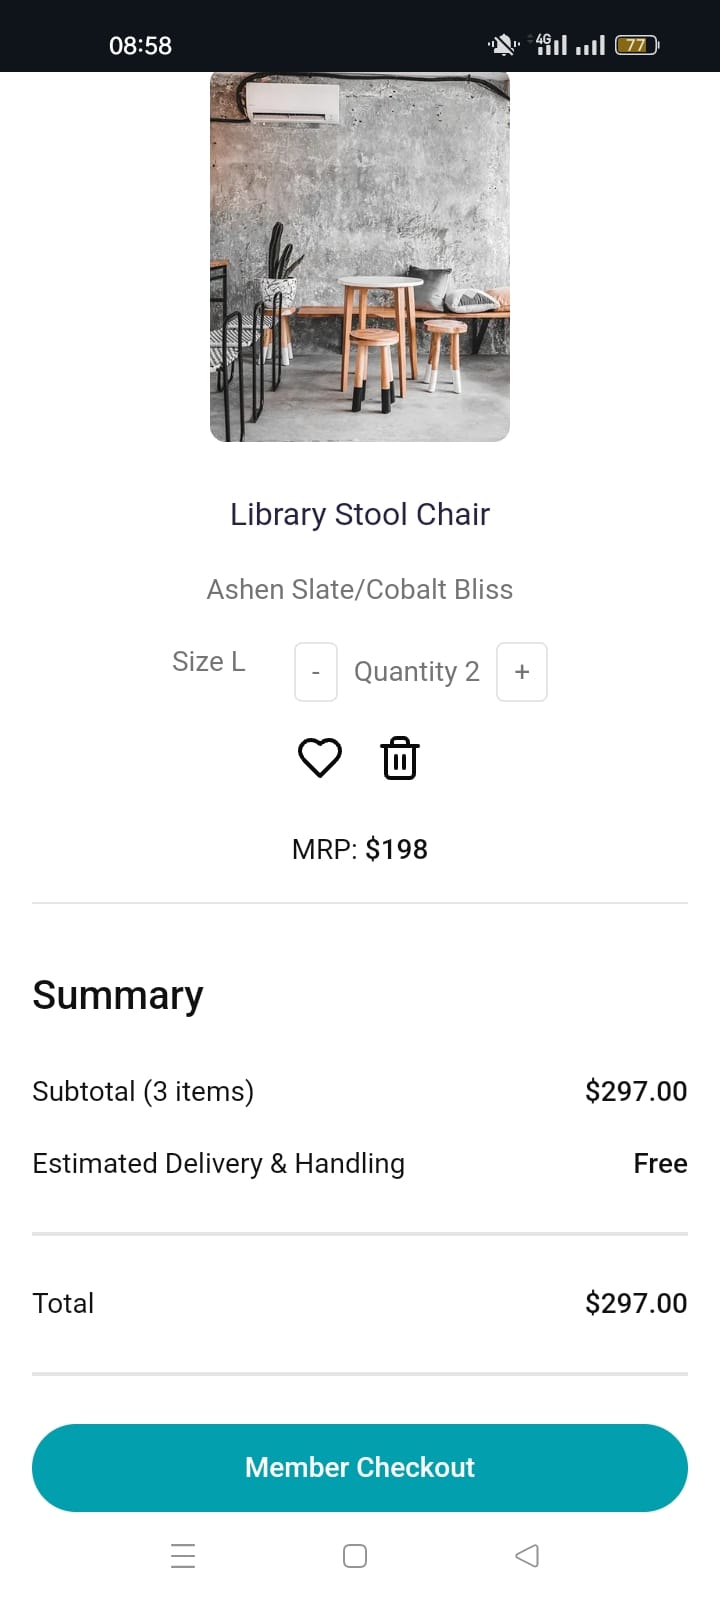 08:58
4G
77
Library Stool Chair
Ashen Slate/Cobalt Bliss
Size L - Quantity 2 +
MRP: $198
Summary
Subtotal (3 items) $297.00
Estimated Delivery & Handling Free
Total $297.00
Member Checkout